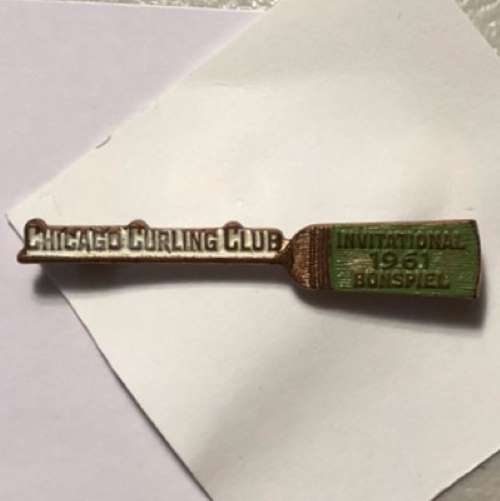 CHICAGO CURLING CLUB
INVITATIONAL
1961
BONSPIEL